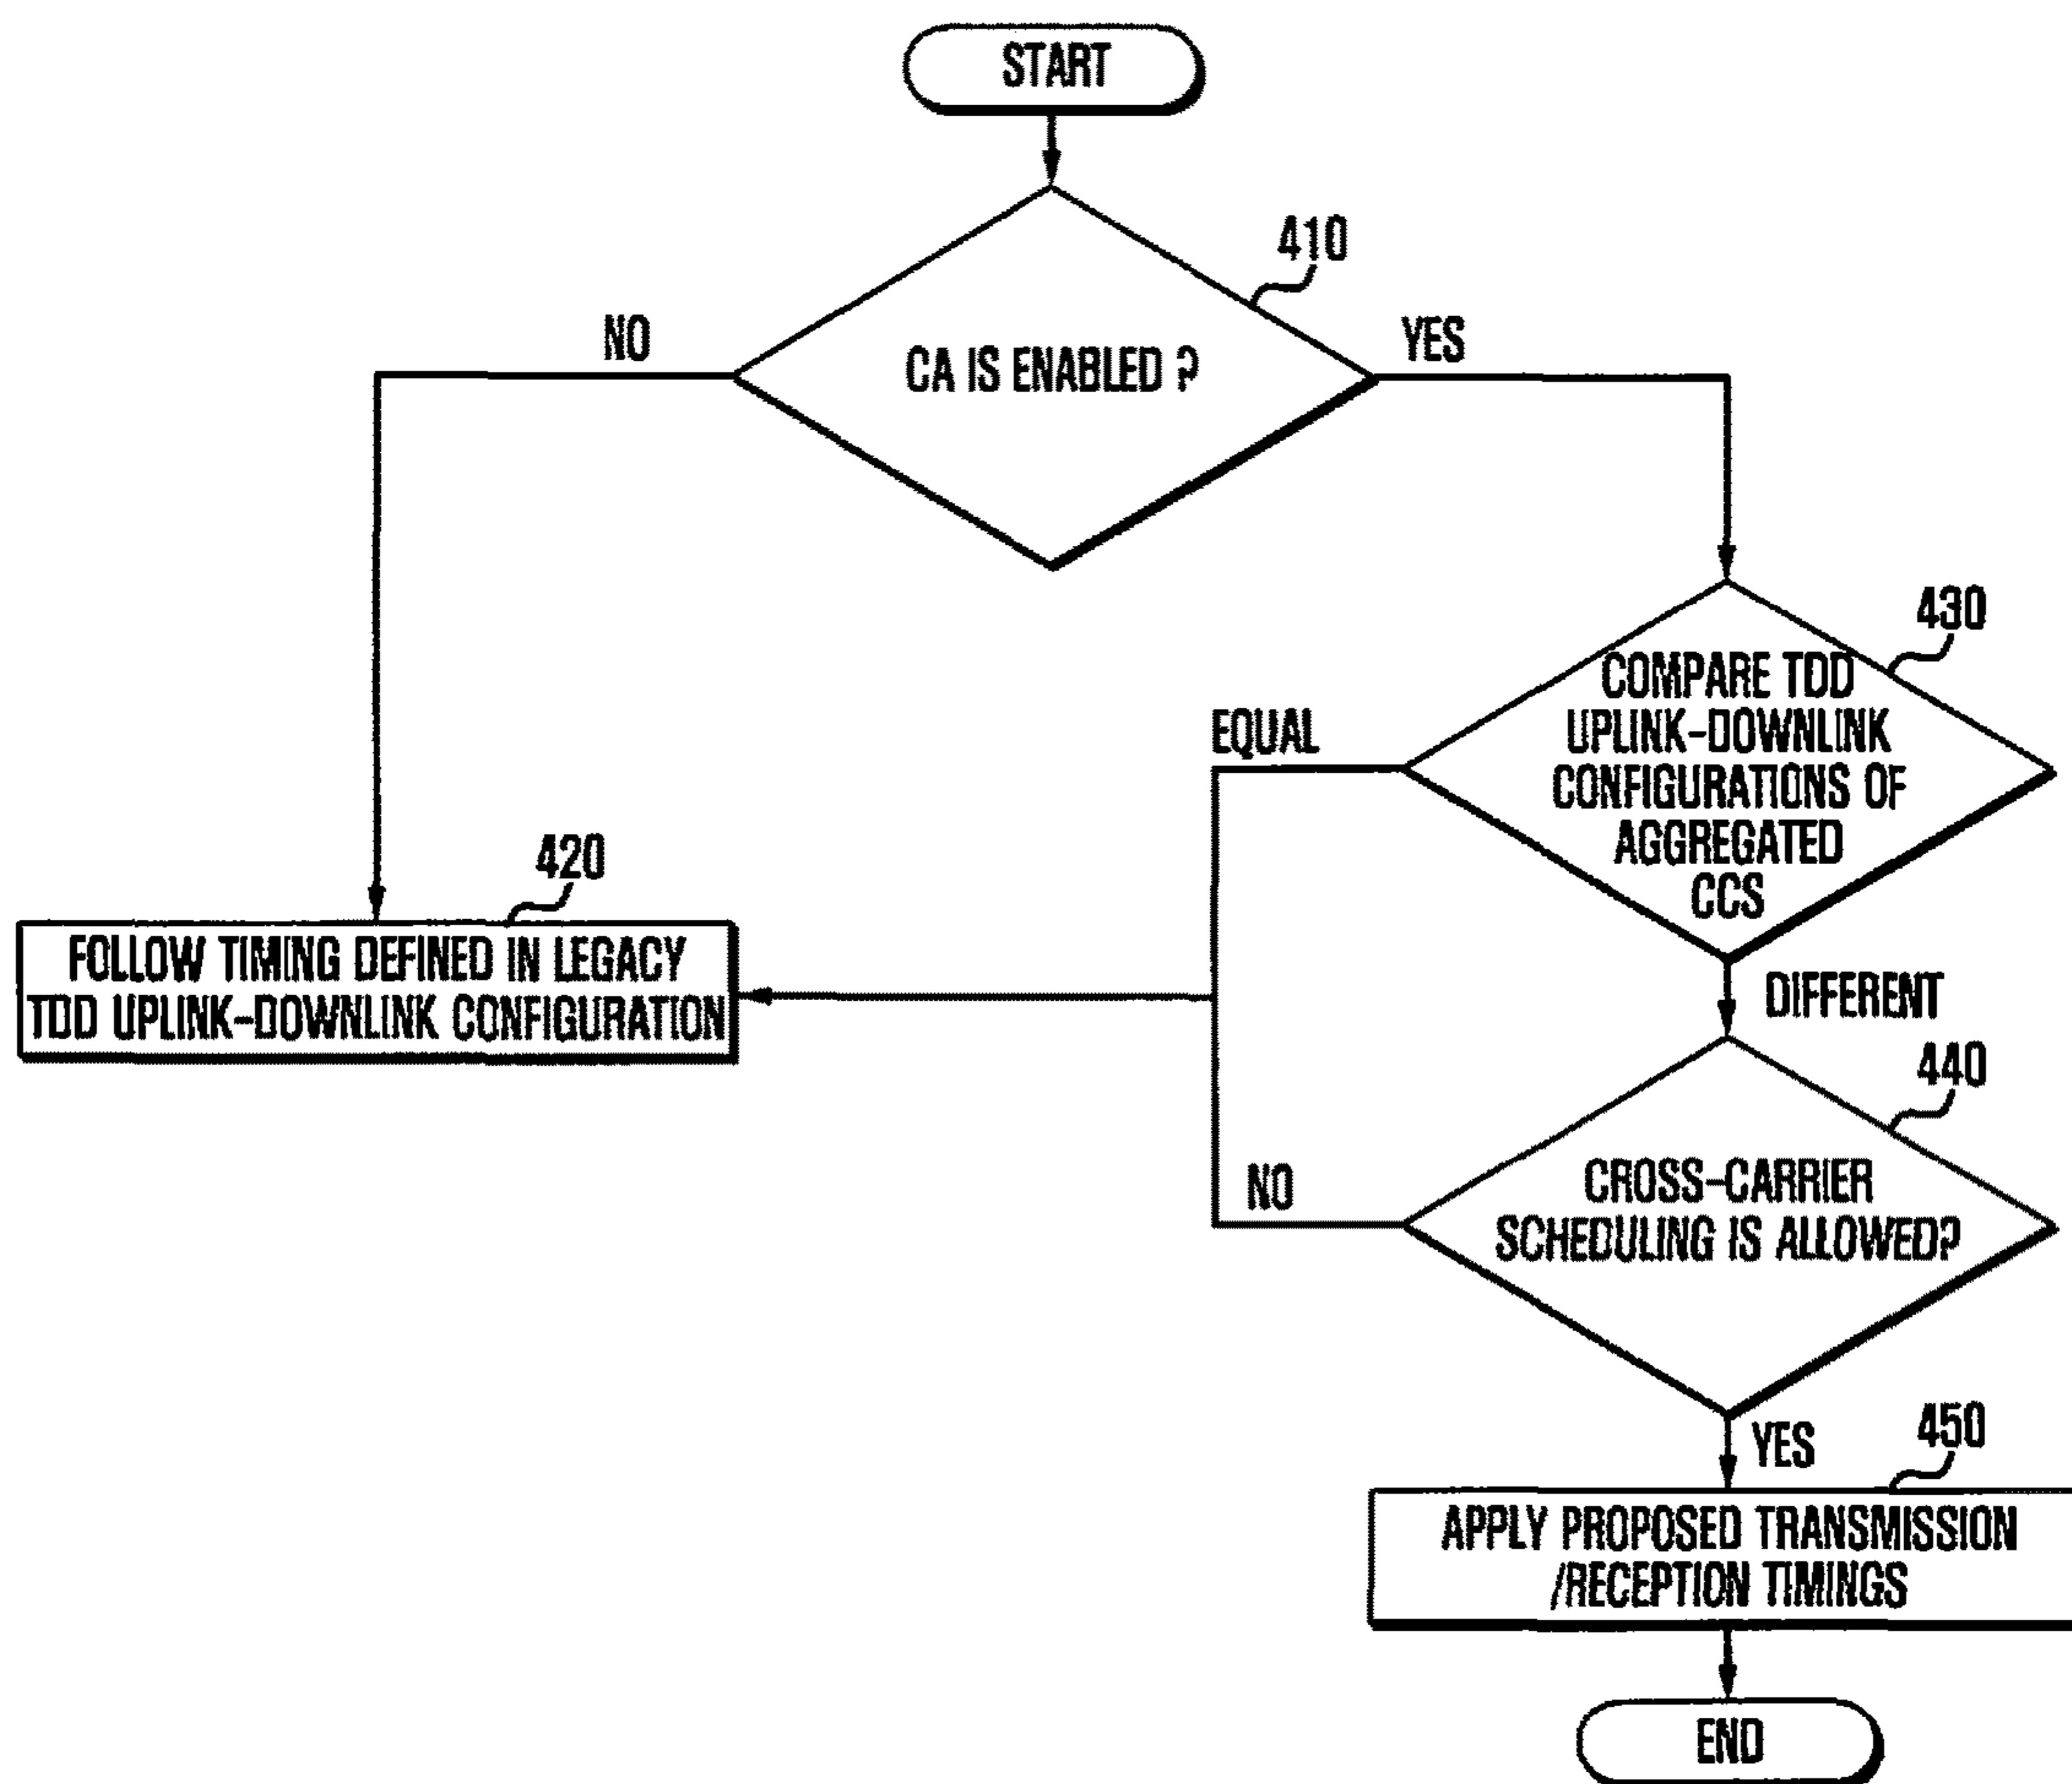 START
410
NO
YES
CA IS ENABLED ?
430
COMPARE TDD
UPLINK-DOWNLINK
CONFIGURATIONS OF
AGGREGATED
CCS
EQUAL
420
FOLLOW TIMING DEFINED IN LEGACY
TDD UPLINK-DOWNLINK CONFIGURATION
DIFFERENT
440
CROSS-CARRIER
SCHEDULING IS ALLOWED?
NO
YES
450
APPLY PROPOSED TRANSMISSION
/RECEPTION TIMINGS
END